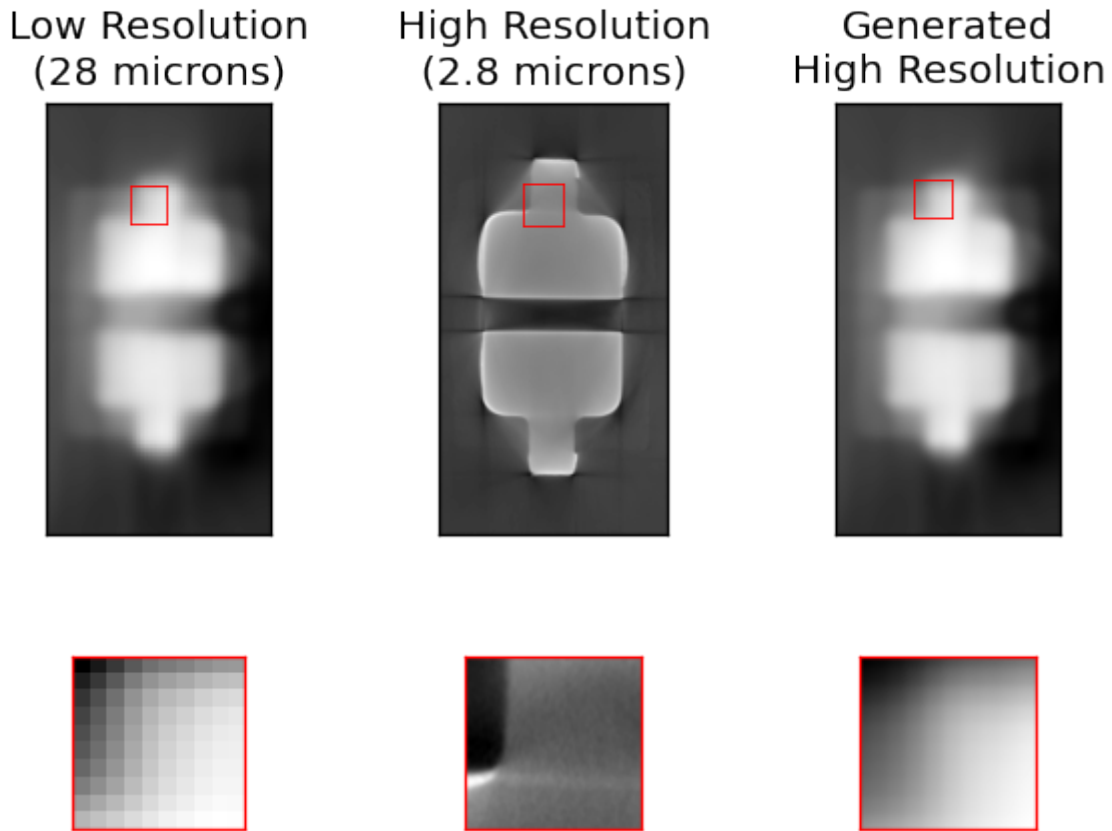 Low Resolution
(28 microns)
High Resolution
(2.8 microns)
Generated
High Resolution